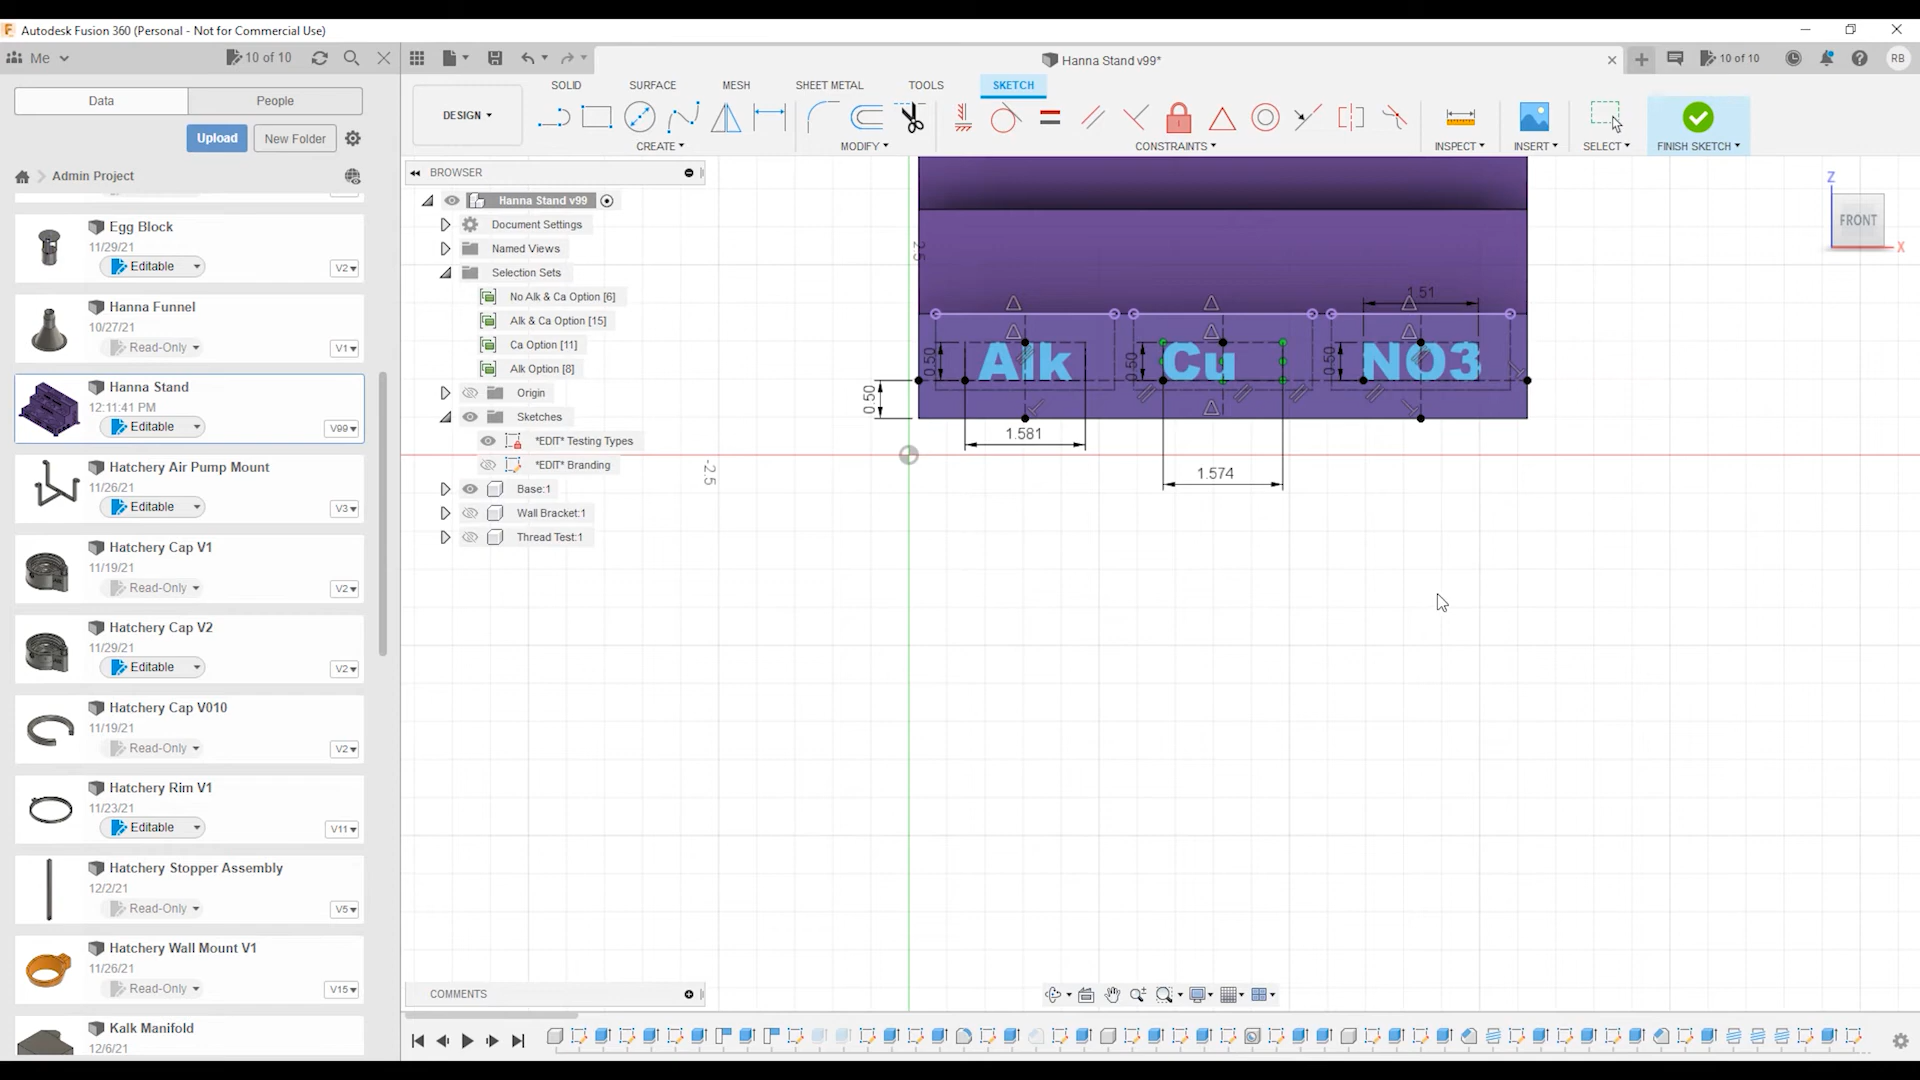 Autodesk Fusion 360 (Personal - Not for Commercial Use)
Me
10 of 10
Hanna Stand v99*
10 of 10
RB
Data
People
Upload
New Folder
Admin Project
Egg Block
11/29/21
Editable
V2
Hanna Funnel
10/27/21
Read-Only
V1
Hanna Stand
12:11:41 PM
Editable
V99
Hatchery Air Pump Mount
11/26/21
Editable
V3
Hatchery Cap V1
11/19/21
Read-Only
V2
Hatchery Cap V2
11/29/21
Editable
V2
Hatchery Cap V010
11/19/21
Read-Only
V2
Hatchery Rim V1
11/23/21
Editable
V11
Hatchery Stopper Assembly
12/2/21
Read-Only
V5
Hatchery Wall Mount V1
11/26/21
Read-Only
V15
Kalk Manifold
12/6/21
DESIGN
SOLID
SURFACE
MESH
SHEET METAL
TOOLS
SKETCH
CREATE
MODIFY
CONSTRAINTS
INSPECT
INSERT
SELECT
FINISH SKETCH
BROWSER
Hanna Stand v99
Document Settings
Named Views
Selection Sets
No Alk & Ca Option [6]
Alk & Ca Option [15]
Ca Option [11]
Alk Option [8]
Origin
Sketches
*EDIT* Testing Types
*EDIT* Branding
Base:1
Wall Bracket:1
Thread Test:1
COMMENTS
FRONT
Z
X
2.5
1.51
0.50
Alk
0.50
Cu
0.50
NO3
0.50
1.581
1.574
-2.5